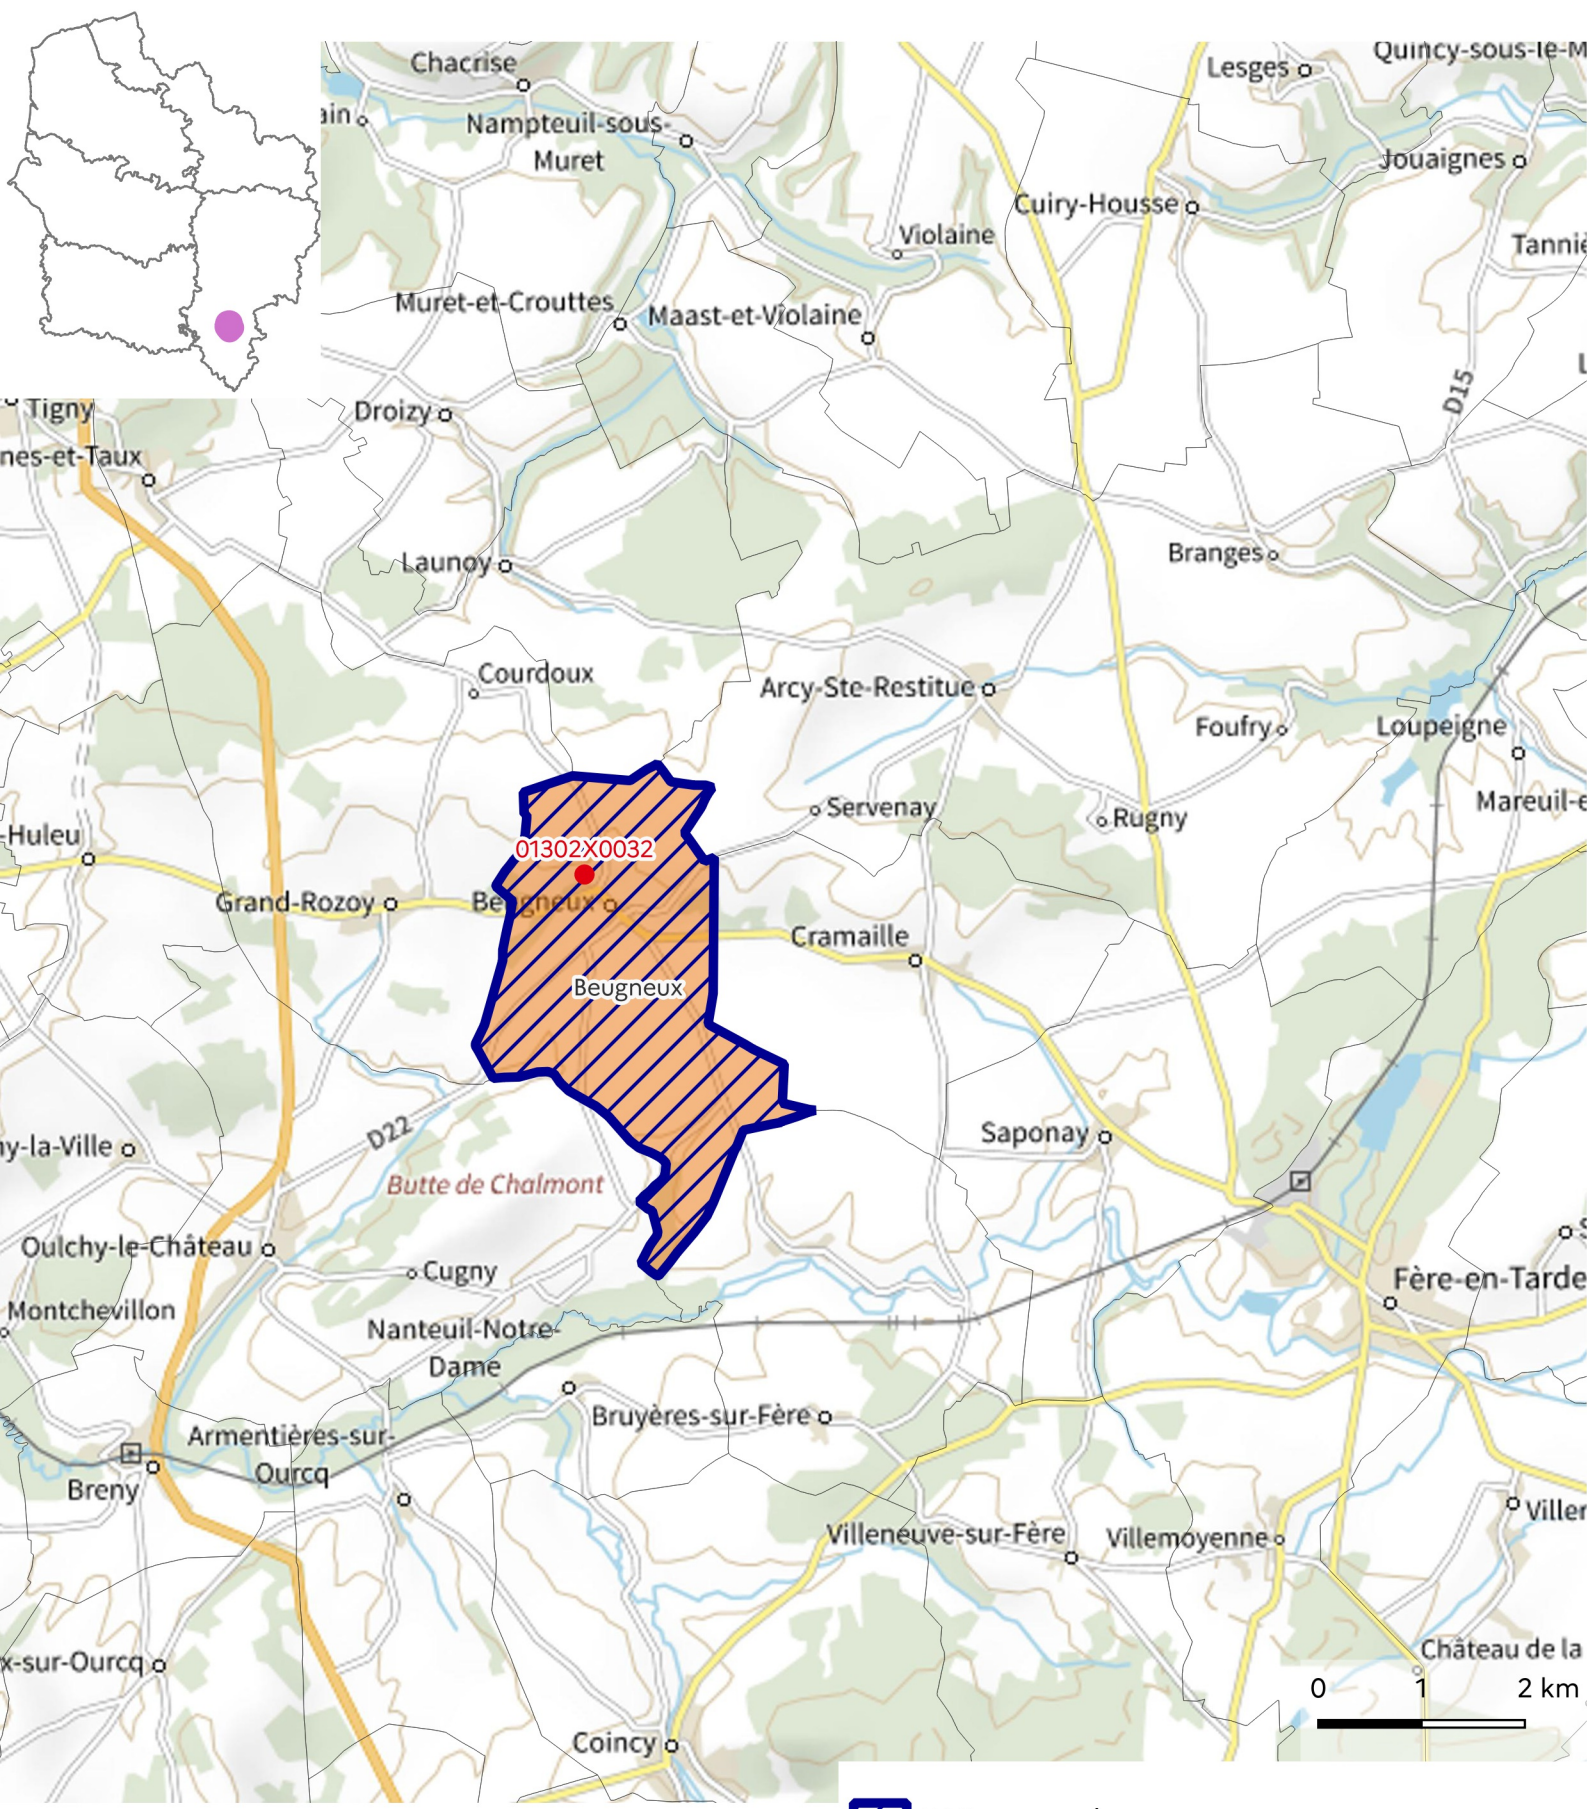 Chacrise
Lesges
Quincy-sous-le-M
ain
Nampteuil-sous-
Muret
Jouaignes
Cuiry-Housse
Violaine
Tanniè
Muret-et-Crouttes
Maast-et-Violaine
D15
Tigny
Droizy
nes-et-Taux
Launoy
Branges
Courdoux
Arcy-Ste-Restitue
Foufry
Loupeigne
Servenay
Rugny
Mareuil-e
-Huleu
01302X0032
Grand-Rozoy
Beugneux
Cramaille
Beugneux
D22
Saponay
ny-la-Ville
Butte de Chalmont
Oulchy-le-Château
Cugny
Fère-en-Tarde
Montchevillon
Nanteuil-Notre-
Dame
Bruyères-sur-Fère
Armentières-sur-
Ourcq
Breny
Villeneuve-sur-Fère
Villemoyenne
Viller
x-sur-Ourcq
Château de la
0 1 2 km
Coincy